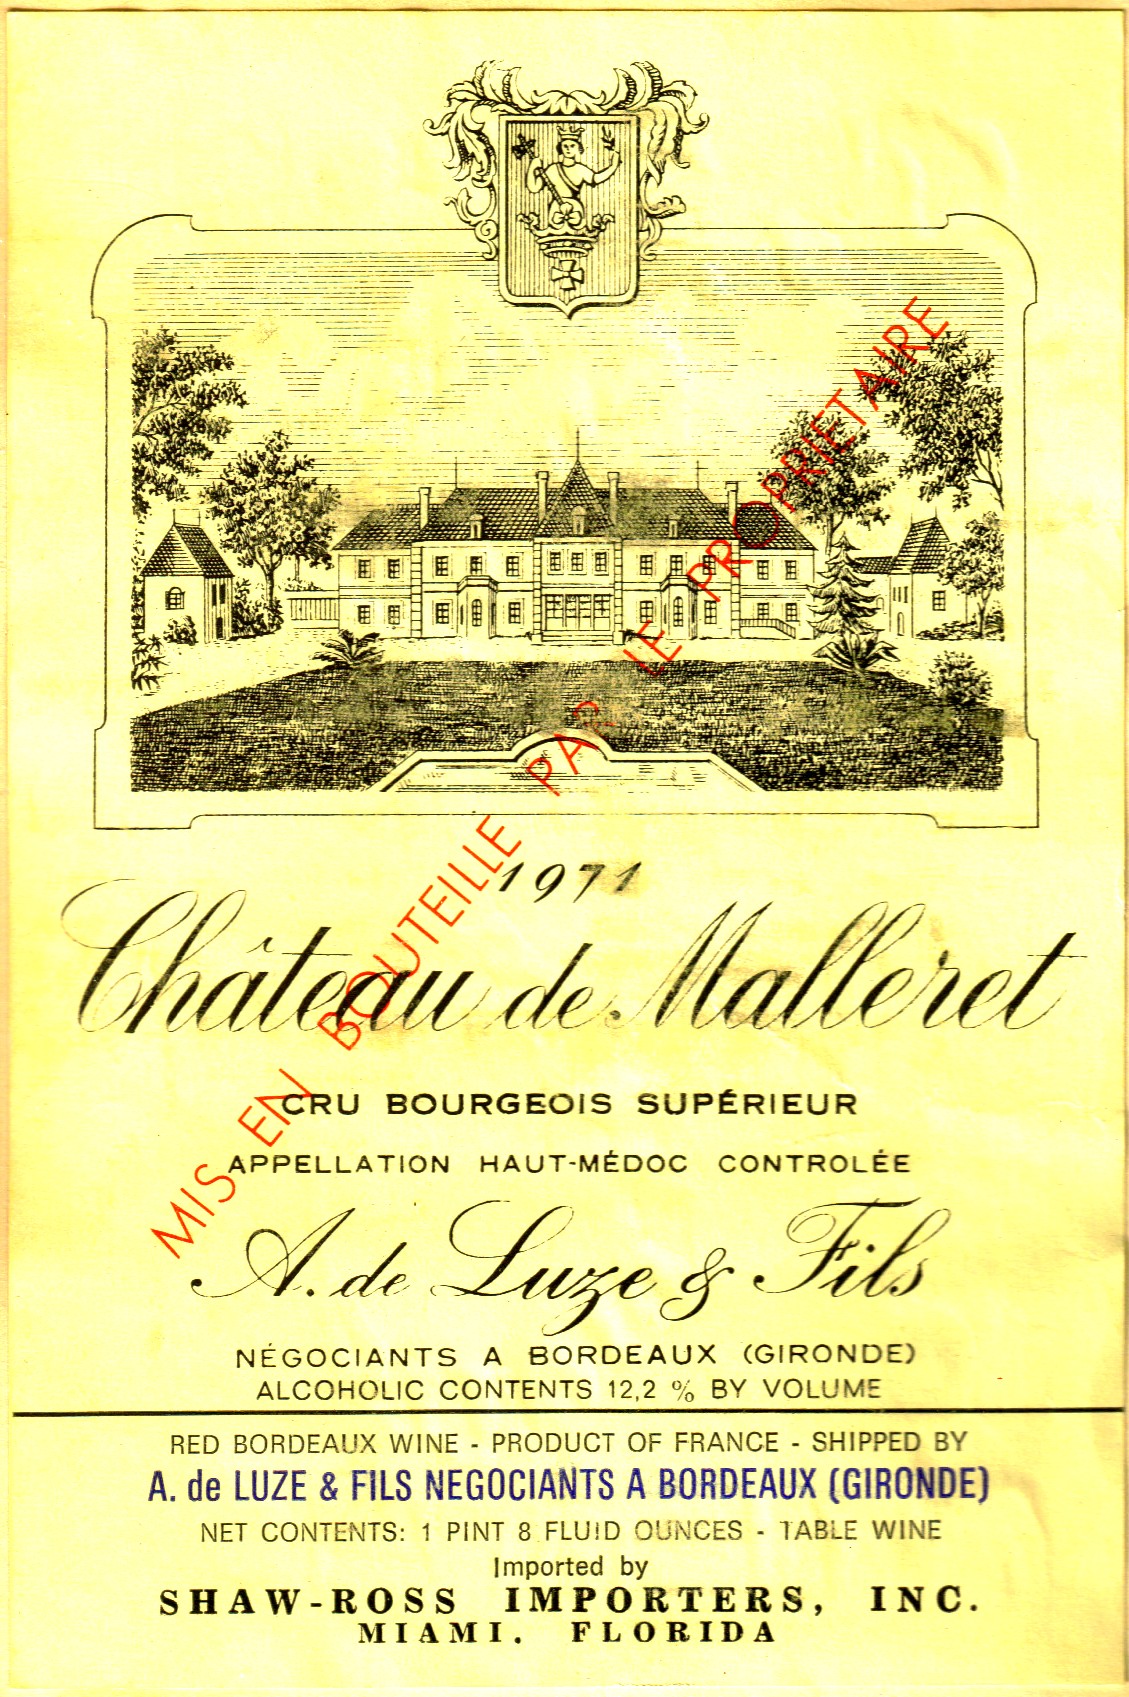 1971
Château de Malleret
MIS EN BOUTEILLE PAR LE PROPRIETAIRE
CRU BOURGEOIS SUPÉRIEUR
APPELLATION HAUT-MÉDOC CONTROLÉE
A. de Luze & Fils
NÉGOCIANTS A BORDEAUX (GIRONDE)
ALCOHOLIC CONTENTS 12,2 % BY VOLUME
RED BORDEAUX WINE - PRODUCT OF FRANCE - SHIPPED BY
A. de LUZE & FILS NEGOCIANTS A BORDEAUX (GIRONDE)
NET CONTENTS: 1 PINT 8 FLUID OUNCES - TABLE WINE
Imported by
SHAW-ROSS IMPORTERS, INC.
MIAMI. FLORIDA